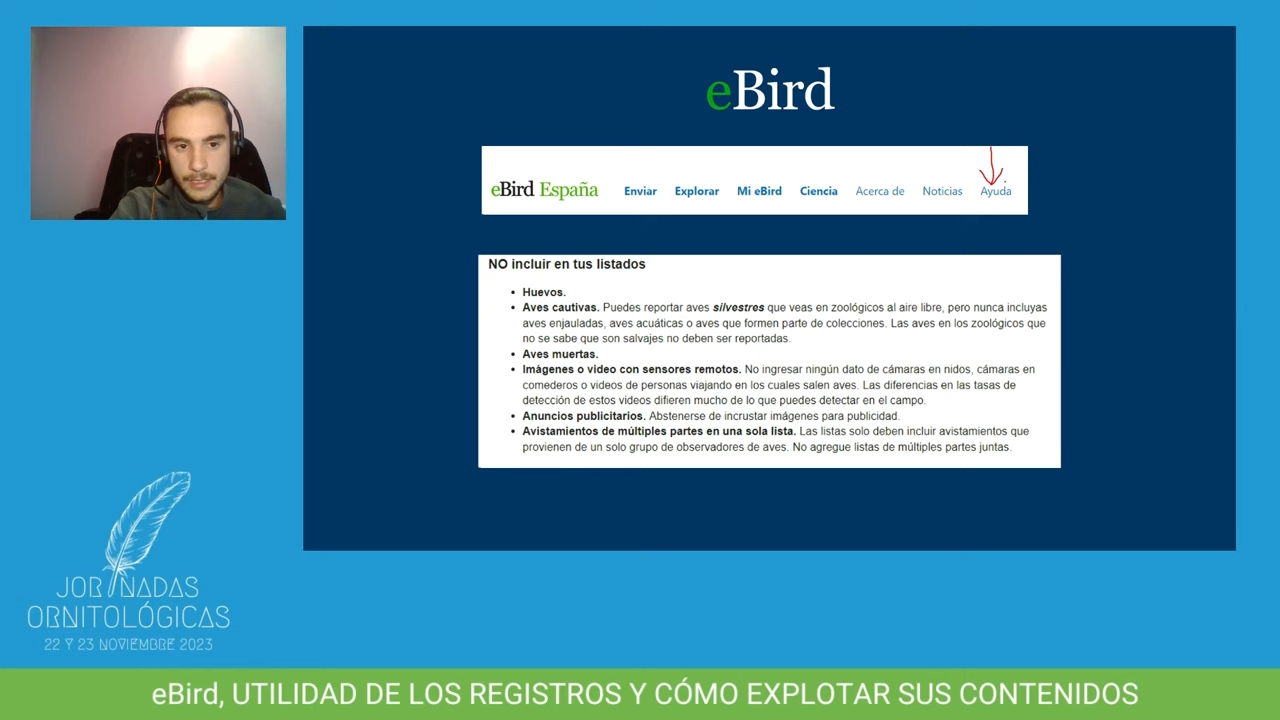 eBird
eBird España Enviar Explorar Mi eBird Ciencia Acerca de Noticias Ayuda
NO incluir en tus listados
• Huevos.
• Aves cautivas. Puedes reportar aves silvestres que veas en zoológicos al aire libre, pero nunca incluyas
aves enjauladas, aves acuáticas o aves que formen parte de colecciones. Las aves en los zoológicos que
no se sabe que son salvajes no deben ser reportadas.
• Aves muertas.
• Imágenes o video con sensores remotos. No ingresar ningún dato de cámaras en nidos, cámaras en
comederos o videos de personas viajando en los cuales salen aves. Las diferencias en las tasas de
detección de estos videos difieren mucho de lo que puedes detectar en el campo.
• Anuncios publicitarios. Abstenerse de incrustar imágenes para publicidad.
• Avistamientos de múltiples partes en una sola lista. Las listas solo deben incluir avistamientos que
provienen de un solo grupo de observadores de aves. No agregue listas de múltiples partes juntas.
JORNADAS
ORNITOLÓGICAS
22 Y 23 NOVIEMBRE 2023
eBird, UTILIDAD DE LOS REGISTROS Y CÓMO EXPLOTAR SUS CONTENIDOS